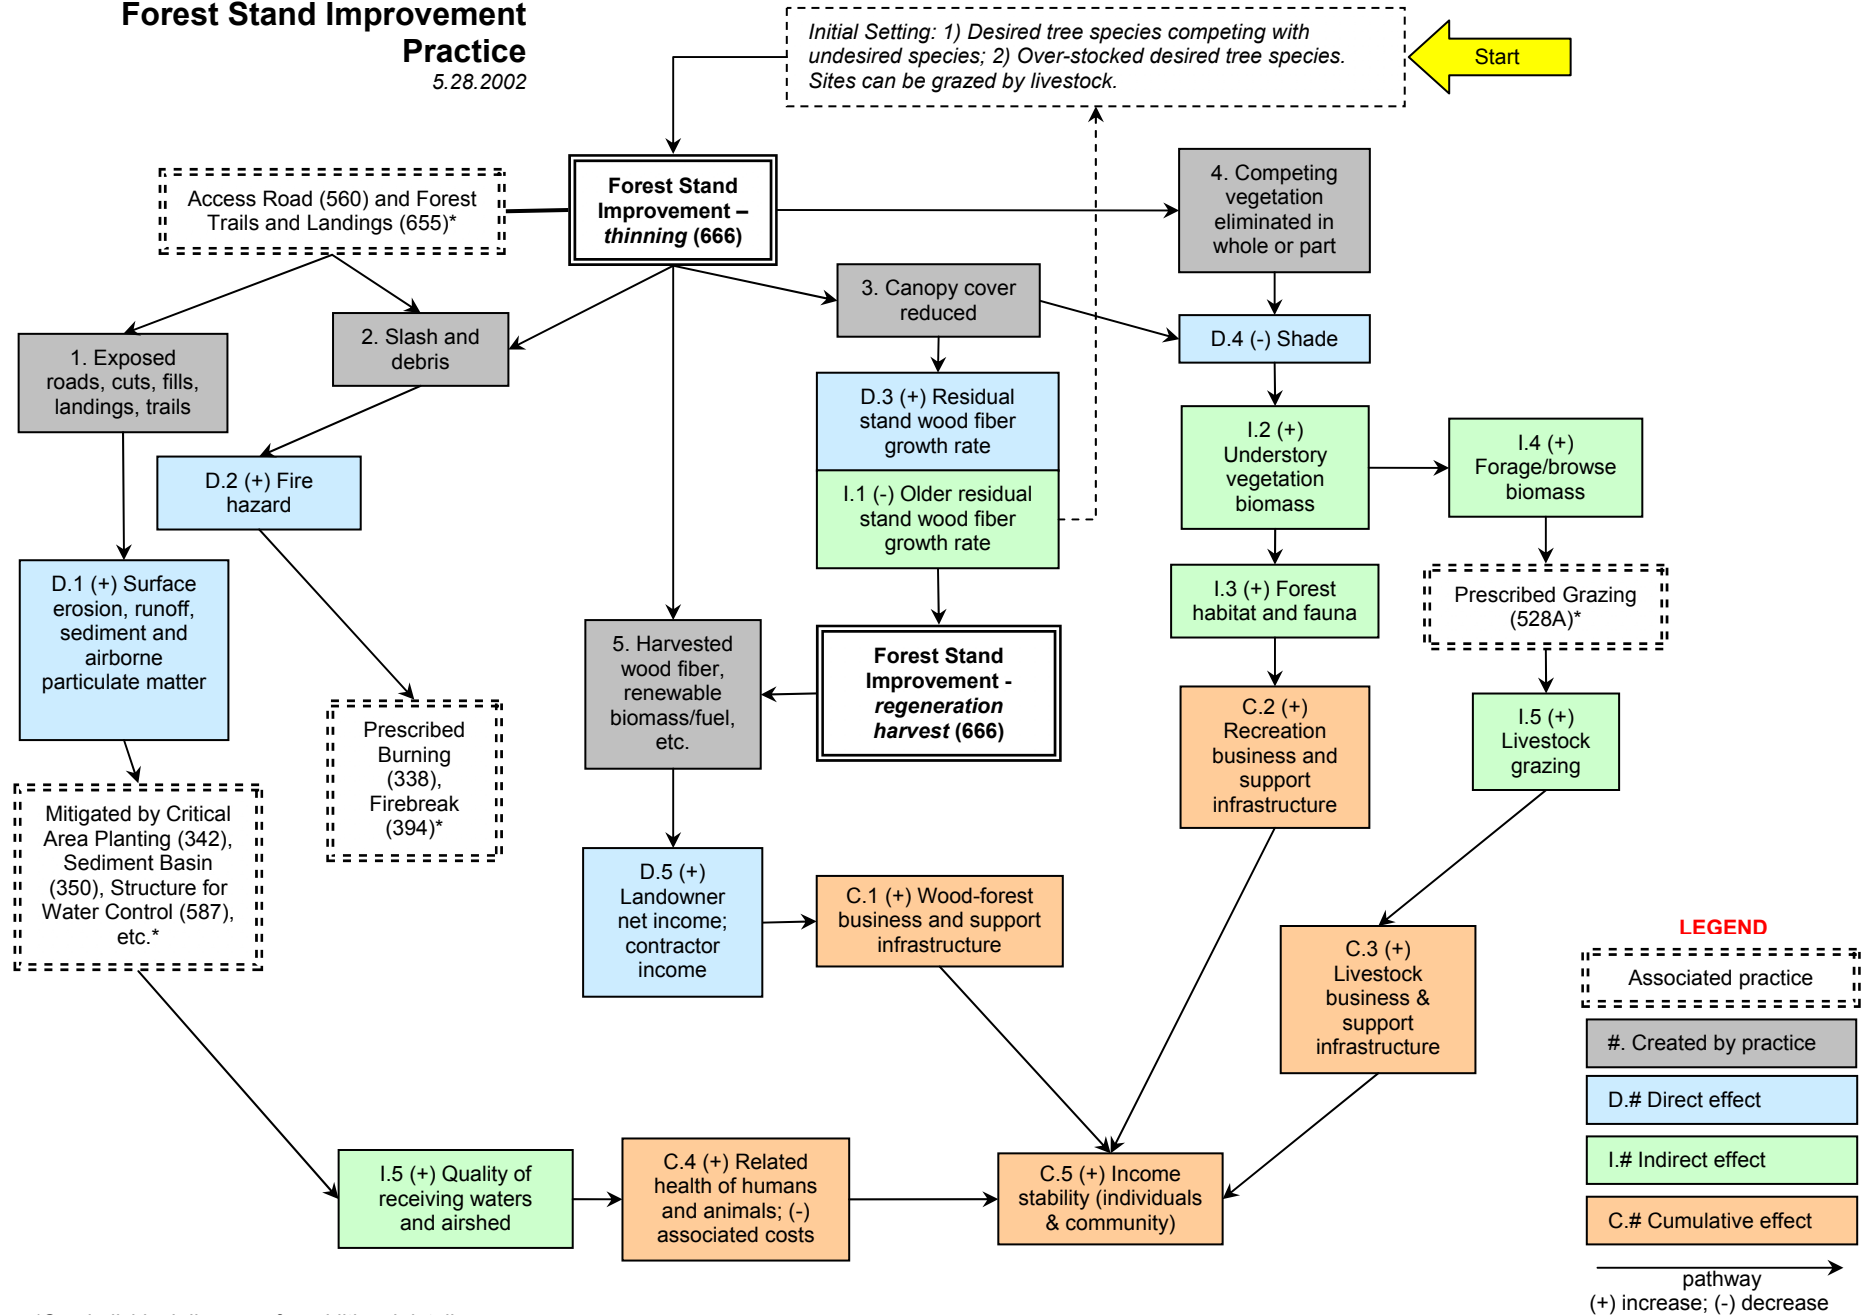 Forest Stand Improvement
Practice
5.28.2002
Initial Setting: 1) Desired tree species competing with
undesired species; 2) Over-stocked desired tree species.
Sites can be grazed by livestock.
Start
Access Road (560) and Forest
Trails and Landings (655)*
Forest Stand
Improvement –
thinning (666)
4. Competing
vegetation
eliminated in
whole or part
3. Canopy cover
reduced
2. Slash and
debris
1. Exposed
roads, cuts, fills,
landings, trails
D.4 (-) Shade
D.3 (+) Residual
stand wood fiber
growth rate
I.1 (-) Older residual
stand wood fiber
growth rate
I.2 (+)
Understory
vegetation
biomass
I.4 (+)
Forage/browse
biomass
D.2 (+) Fire
hazard
D.1 (+) Surface
erosion, runoff,
sediment and
airborne
particulate matter
I.3 (+) Forest
habitat and fauna
Prescribed Grazing
(528A)*
5. Harvested
wood fiber,
renewable
biomass/fuel,
etc.
Forest Stand
Improvement -
regeneration
harvest (666)
C.2 (+)
Recreation
business and
support
infrastructure
I.5 (+)
Livestock
grazing
Prescribed
Burning
(338),
Firebreak
(394)*
Mitigated by Critical
Area Planting (342),
Sediment Basin
(350), Structure for
Water Control (587),
etc.*
D.5 (+)
Landowner
net income;
contractor
income
C.1 (+) Wood-forest
business and support
infrastructure
C.3 (+)
Livestock
business &
support
infrastructure
LEGEND
Associated practice
#. Created by practice
D.# Direct effect
I.# Indirect effect
C.# Cumulative effect
pathway
(+) increase; (-) decrease
I.5 (+) Quality of
receiving waters
and airshed
C.4 (+) Related
health of humans
and animals; (-)
associated costs
C.5 (+) Income
stability (individuals
& community)